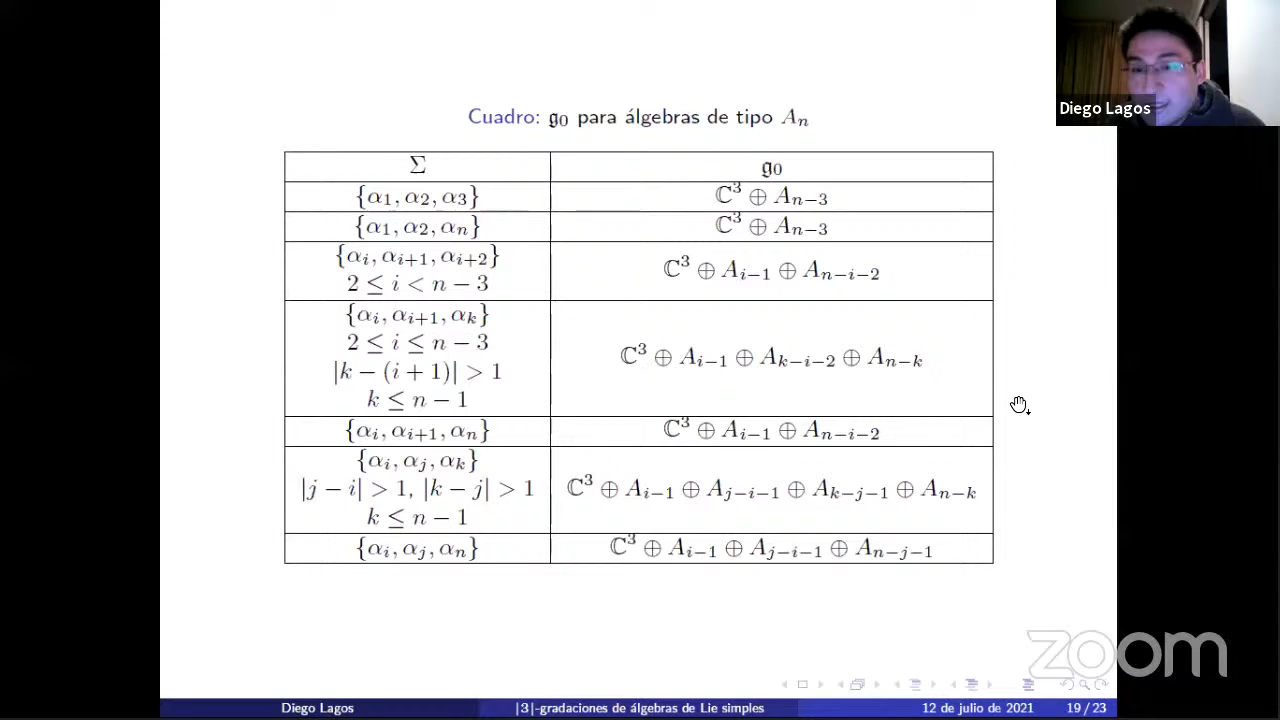 Diego Lagos
Cuadro: 𝔤₀ para álgebras de tipo Aₙ
Σ 𝔤₀
{α₁, α₂, α₃} ℂ³ ⊕ Aₙ₋₃
{α₁, α₂, αₙ} ℂ³ ⊕ Aₙ₋₃
{αᵢ, αᵢ₊₁, αᵢ₊₂}
2 ≤ i < n − 3
ℂ³ ⊕ Aᵢ₋₁ ⊕ Aₙ₋ᵢ₋₂
{αᵢ, αᵢ₊₁, αₖ}
2 ≤ i ≤ n − 3
|k − (i + 1)| > 1
k ≤ n − 1
ℂ³ ⊕ Aᵢ₋₁ ⊕ Aₖ₋ᵢ₋₂ ⊕ Aₙ₋ₖ
{αᵢ, αᵢ₊₁, αₙ} ℂ³ ⊕ Aᵢ₋₁ ⊕ Aₙ₋ᵢ₋₂
{αᵢ, αⱼ, αₖ}
|j − i| > 1, |k − j| > 1
k ≤ n − 1
ℂ³ ⊕ Aᵢ₋₁ ⊕ Aⱼ₋ᵢ₋₁ ⊕ Aₖ₋ⱼ₋₁ ⊕ Aₙ₋ₖ
{αᵢ, αⱼ, αₙ} ℂ³ ⊕ Aᵢ₋₁ ⊕ Aⱼ₋ᵢ₋₁ ⊕ Aₙ₋ⱼ₋₁
zoom
Diego Lagos |3|-gradaciones de álgebras de Lie simples 12 de julio de 2021 19 / 23